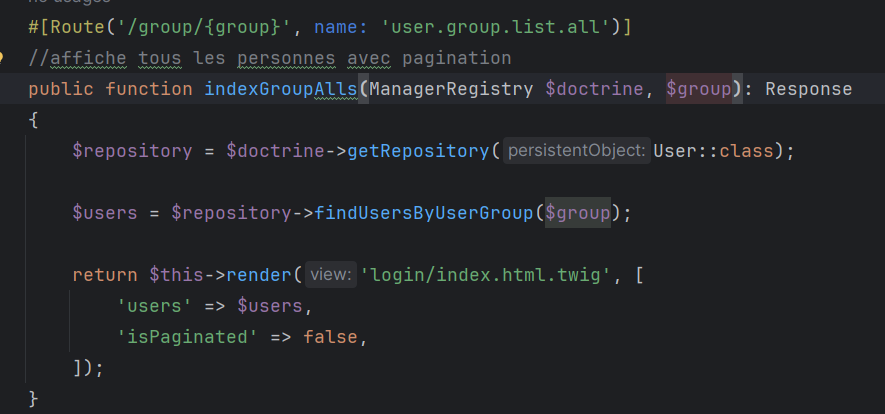 no usages
#[Route('/group/{group}', name: 'user.group.list.all')]
//affiche tous les personnes avec pagination
public function indexGroupAlls(ManagerRegistry $doctrine, $group): Response
{
$repository = $doctrine->getRepository( persistentObject: User::class);
$users = $repository->findUsersByUserGroup($group);
return $this->render( view: 'login/index.html.twig', [
'users' => $users,
'isPaginated' => false,
]);
}